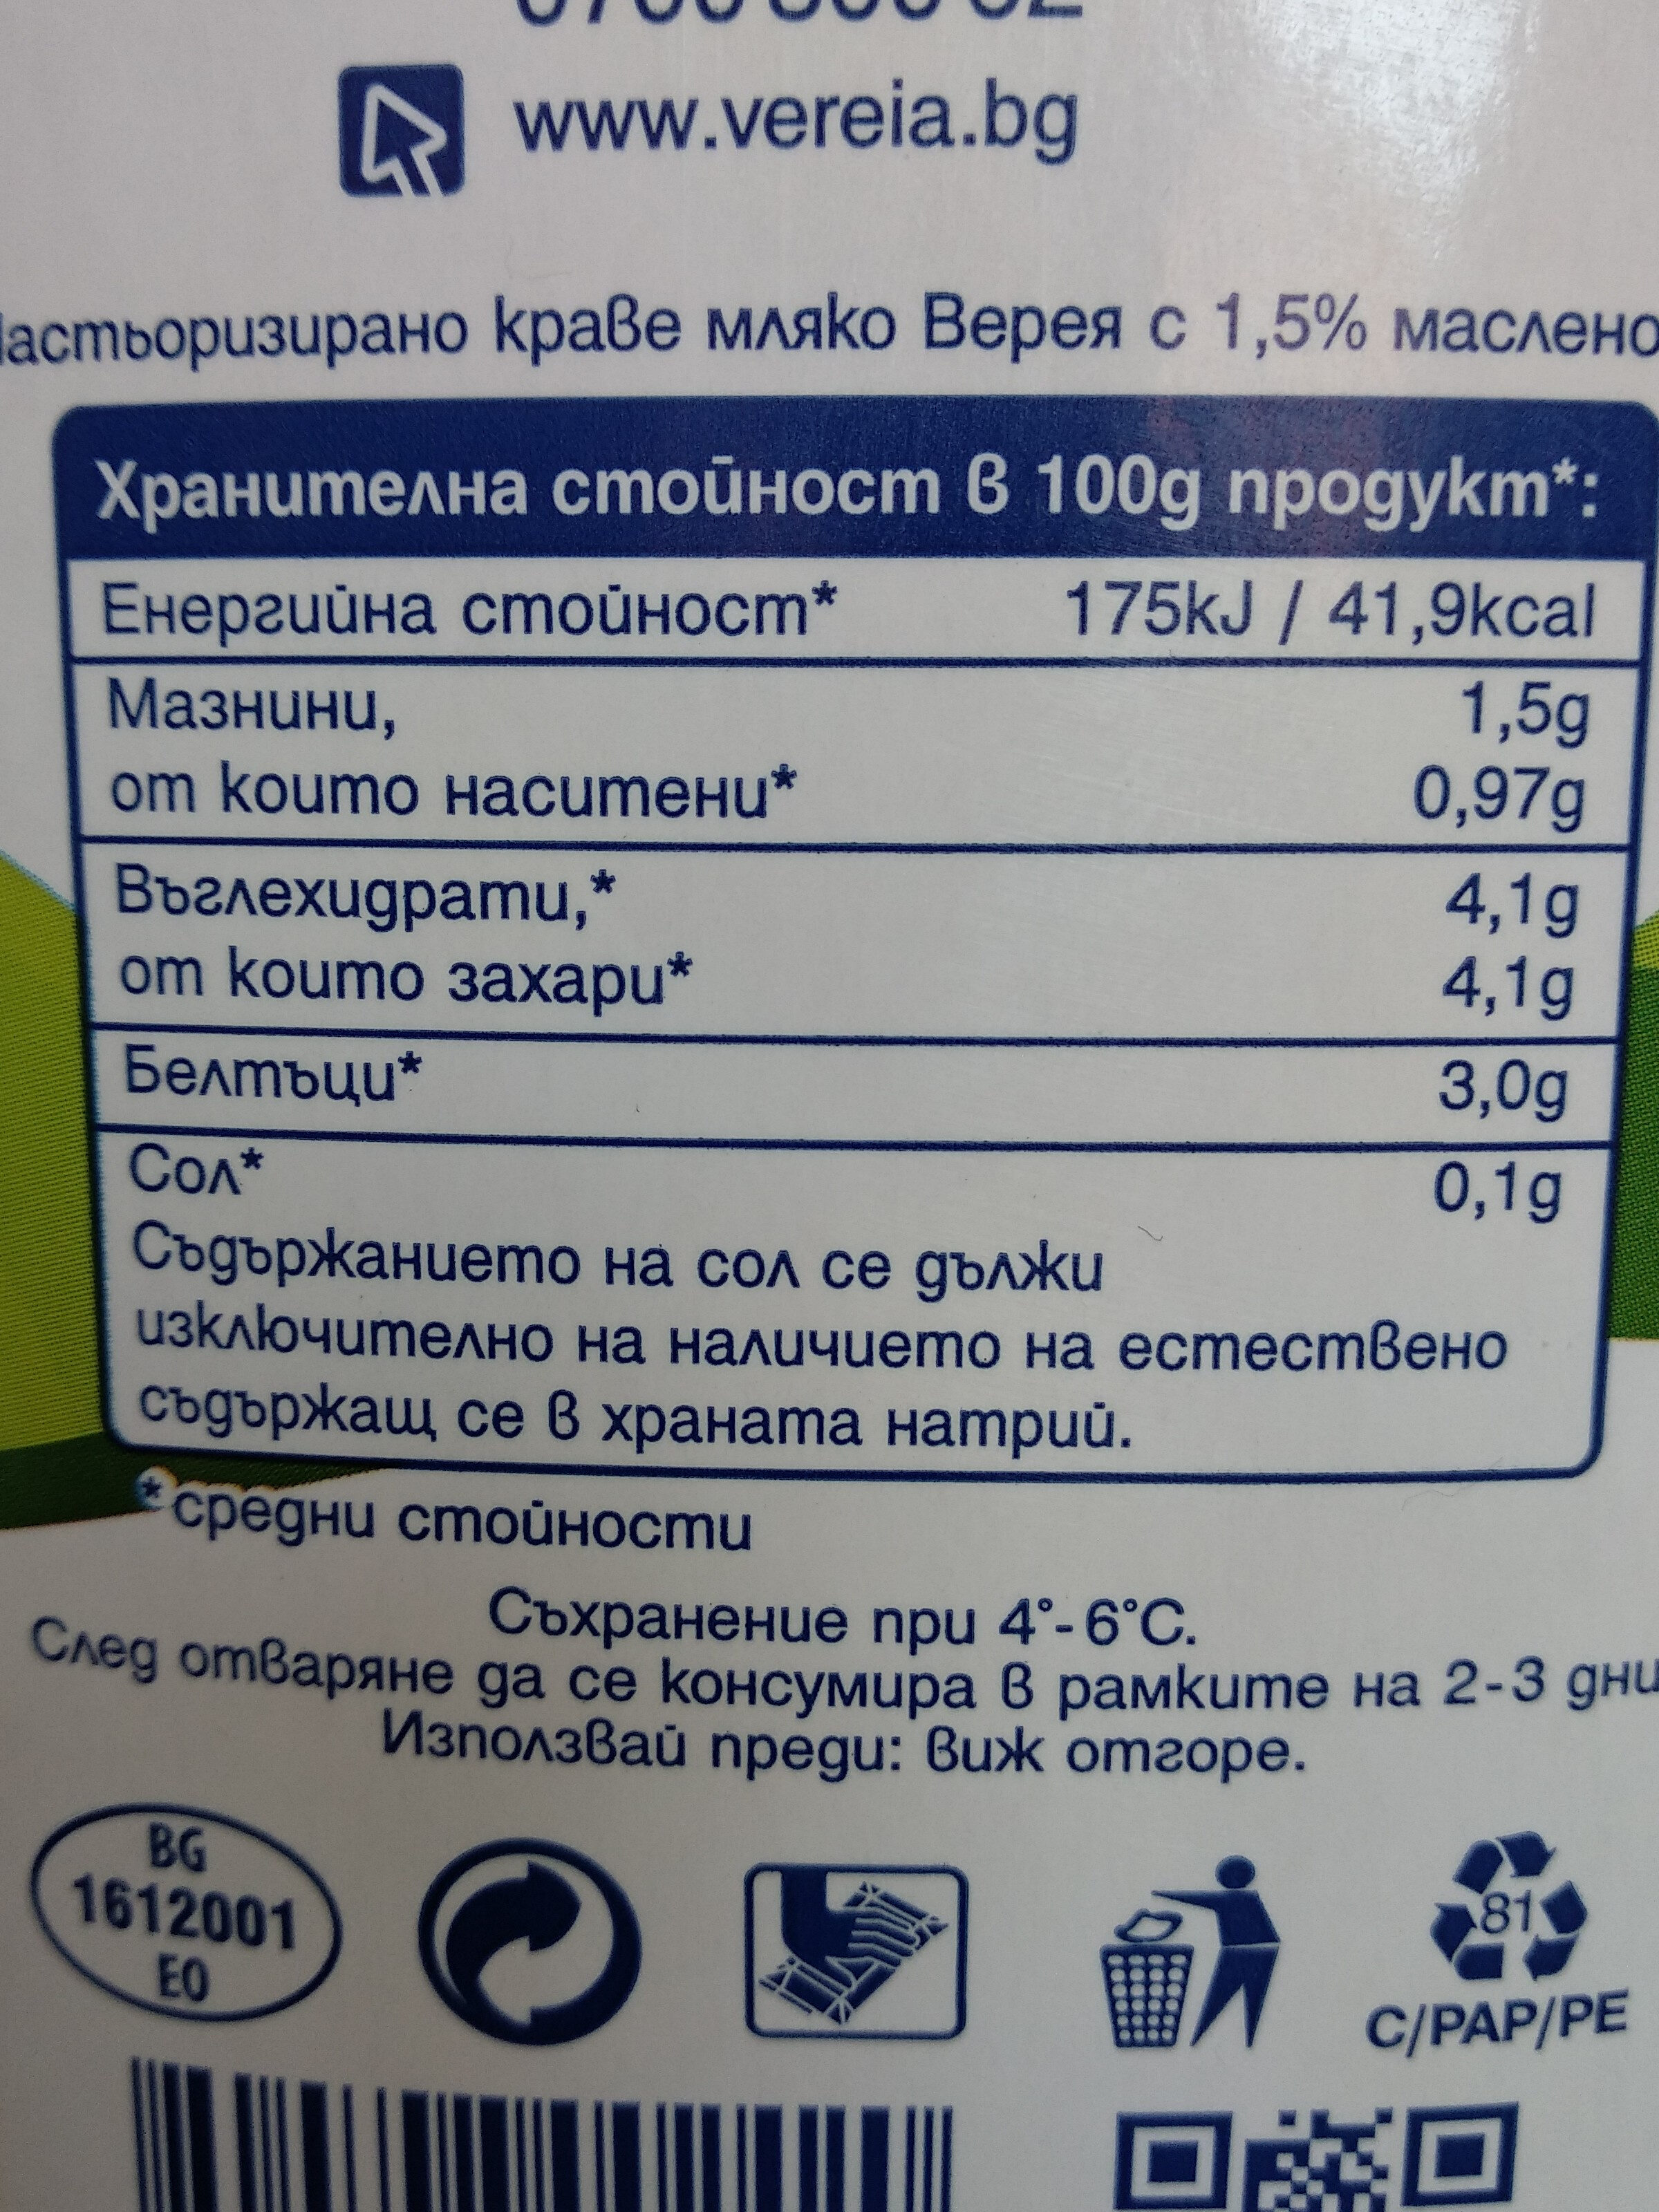 www.vereia.bg
краве мляко Верея с 1,5% маслено
Хранителна стойност в 100g продукт*:
Енергийна стойност* 175kJ / 41,9kcal
Мазнини, 1,5g
от които наситени* 0,97g
Въглехидрати,* 4,1g
от които захари* 4,1g
Белтъци* 3,0g
Сол* 0,1g
Съдържанието на сол се дължи
изключително на наличието на естествено
съдържащ се в храната натрий.
*средни стойности
Съхранение при 4°-6°C.
След отваряне да се консумира в рамките на 2-3 дни
Използвай преди: виж отгоре.
BG
1612001
EO
81
C/PAP/PE